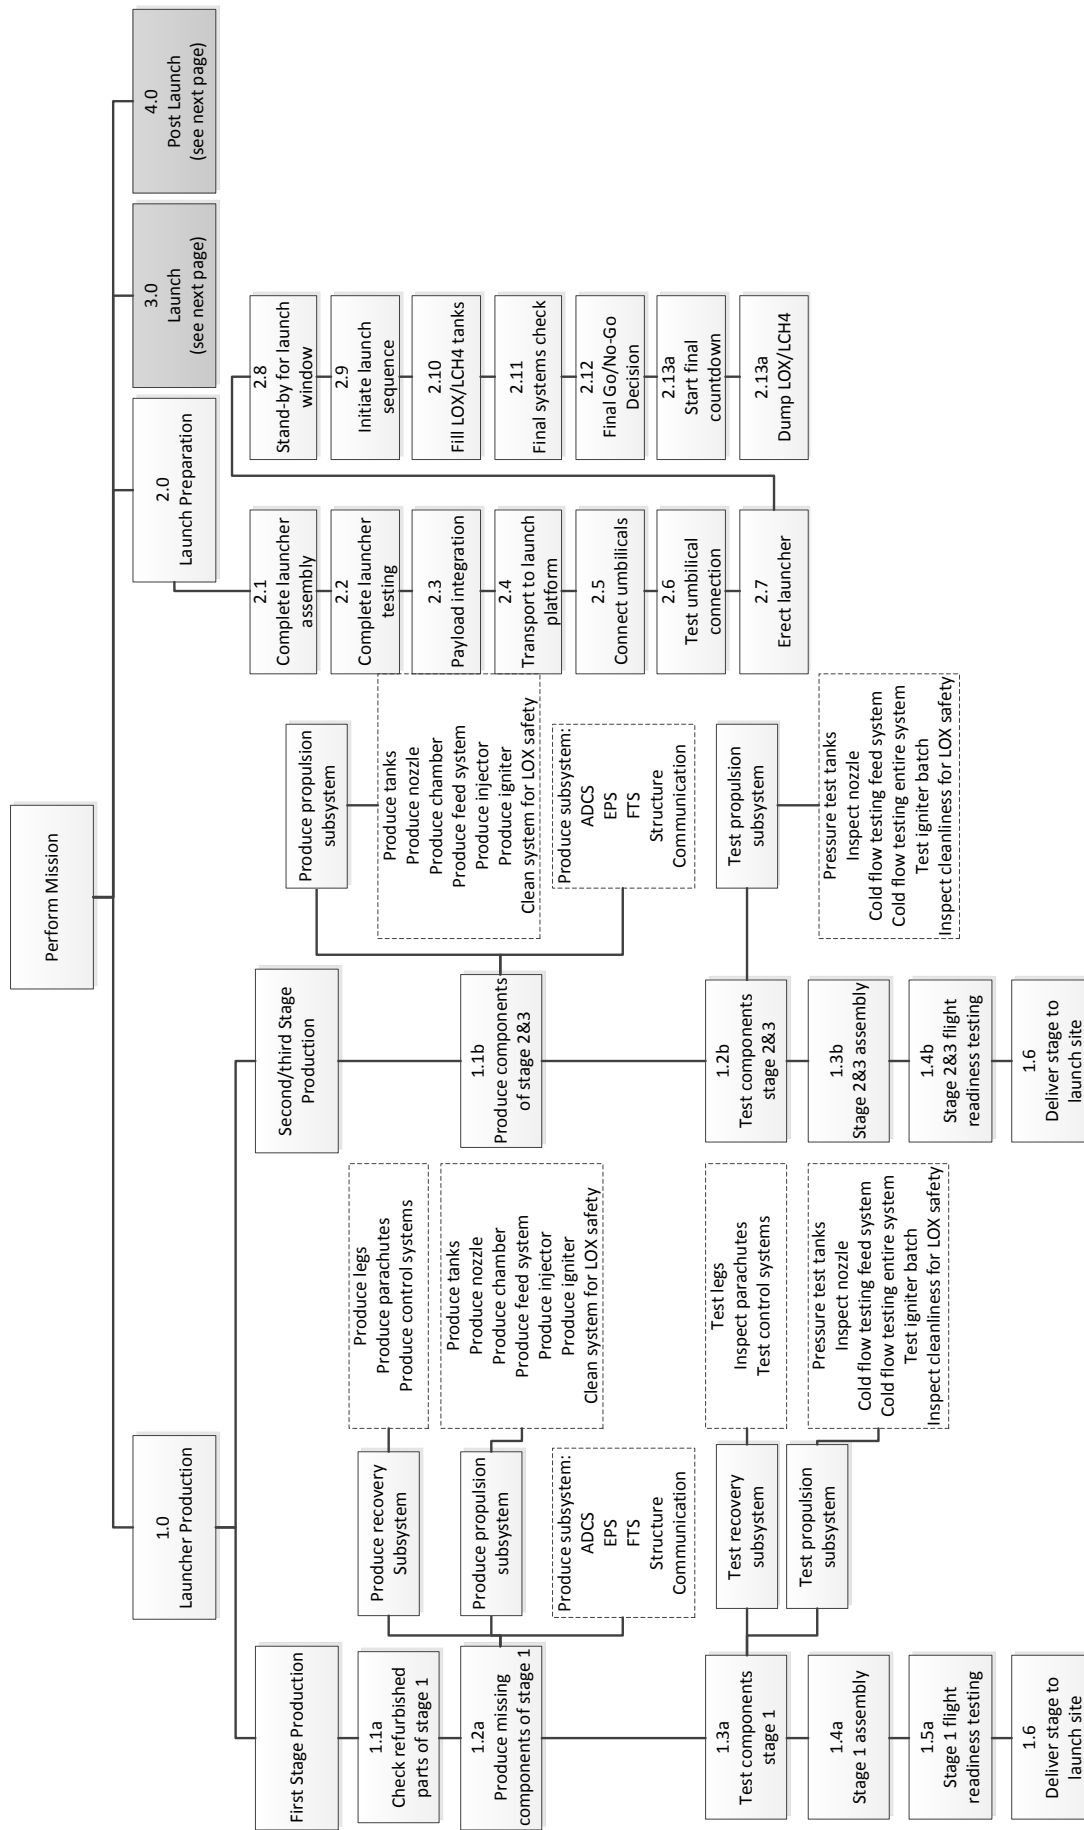 Perform Mission
1.0
Launcher Production
2.0
Launch Preparation
3.0
Launch
(see next page)
4.0
Post Launch
(see next page)
First Stage Production
1.1a
Check refurbished
parts of stage 1
1.2a
Produce missing
components of stage 1
Produce recovery
Subsystem
Produce legs
Produce parachutes
Produce control systems
Produce propulsion
subsystem
Produce tanks
Produce nozzle
Produce chamber
Produce feed system
Produce injector
Produce igniter
Clean system for LOX safety
Produce subsystem:
ADCS
EPS
FTS
Structure
Communication
1.3a
Test components
stage 1
Test recovery
subsystem
Test legs
Inspect parachutes
Test control systems
Test propulsion
subsystem
Pressure test tanks
Inspect nozzle
Cold flow testing feed system
Cold flow testing entire system
Test igniter batch
Inspect cleanliness for LOX safety
1.4a
Stage 1 assembly
1.5a
Stage 1 flight
readiness testing
1.6
Deliver stage to
launch site
Second/third Stage
Production
1.1b
Produce components
of stage 2&3
Produce propulsion
subsystem
Produce tanks
Produce nozzle
Produce chamber
Produce feed system
Produce injector
Produce igniter
Clean system for LOX safety
Produce subsystem:
ADCS
EPS
FTS
Structure
Communication
1.2b
Test components
stage 2&3
Test propulsion
subsystem
Pressure test tanks
Inspect nozzle
Cold flow testing feed system
Cold flow testing entire system
Test igniter batch
Inspect cleanliness for LOX safety
1.3b
Stage 2&3 assembly
1.4b
Stage 2&3 flight
readiness testing
1.6
Deliver stage to
launch site
2.1
Complete launcher
assembly
2.2
Complete launcher
testing
2.3
Payload integration
2.4
Transport to launch
platform
2.5
Connect umbilicals
2.6
Test umbilical
connection
2.7
Erect launcher
2.8
Stand-by for launch
window
2.9
Initiate launch
sequence
2.10
Fill LOX/LCH4 tanks
2.11
Final systems check
2.12
Final Go/No-Go
Decision
2.13a
Start final
countdown
2.13a
Dump LOX/LCH4